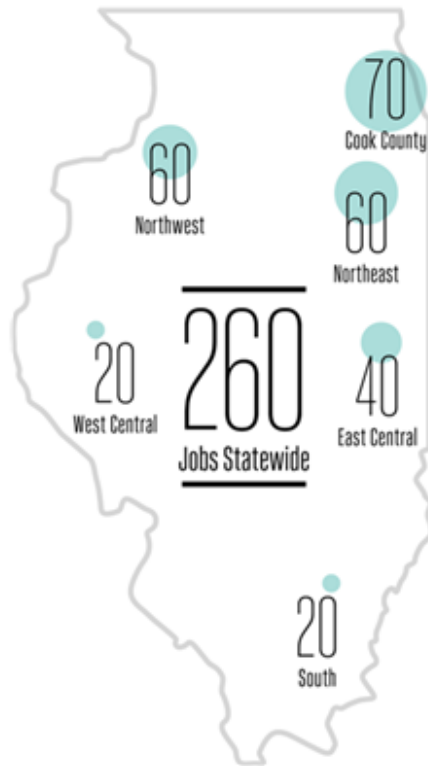 70
Cook County
60
Northwest
60
Northeast
260
Jobs Statewide
20
West Central
40
East Central
20
South